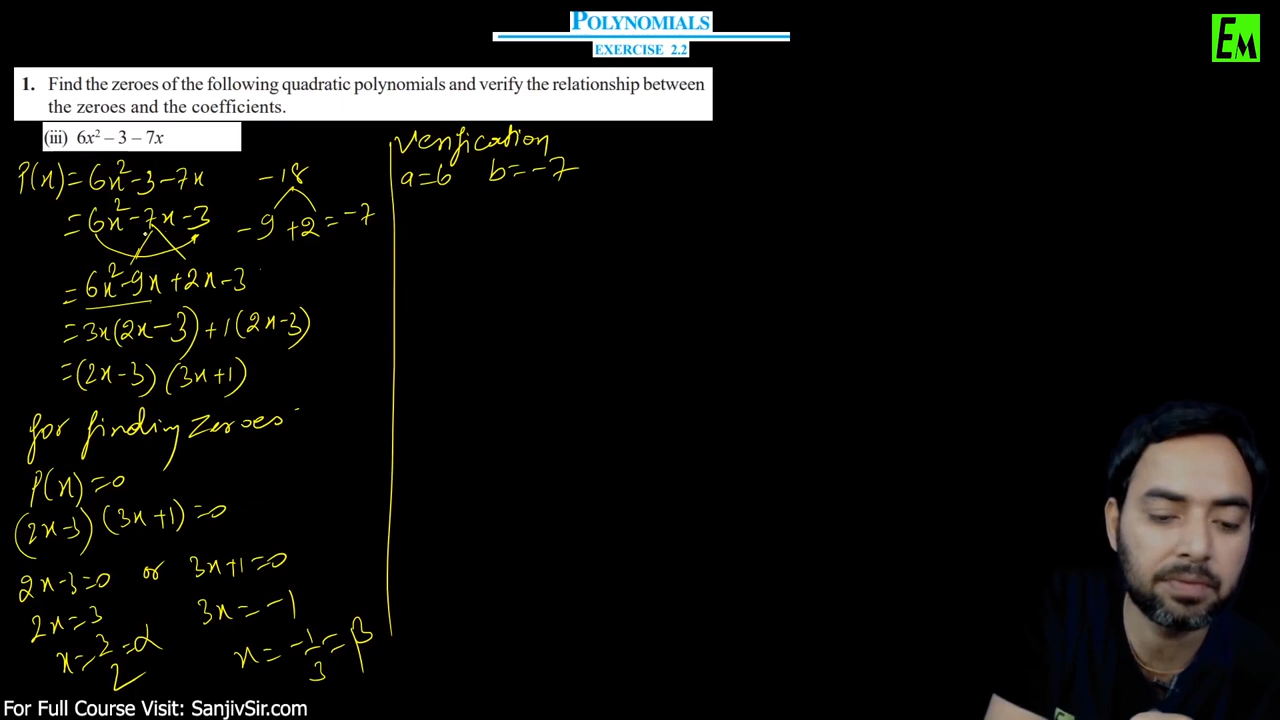 POLYNOMIALS
EXERCISE 2.2
EM
1. Find the zeroes of the following quadratic polynomials and verify the relationship between
the zeroes and the coefficients.
(iii) 6x² – 3 – 7x
P(x) = 6x² - 3 - 7x
= 6x² - 7x - 3
-18
-9 +2 = -7
= 6x² - 9x + 2x - 3
= 3x(2x - 3) + 1(2x - 3)
= (2x - 3) (3x + 1)
for finding zeroes
P(x) = 0
(2x - 3) (3x + 1) = 0
2x - 3 = 0 or 3x + 1 = 0
2x = 3 3x = -1
x = 3/2 = α x = -1/3 = β
Verification
a = 6 b = -7
For Full Course Visit: SanjivSir.com